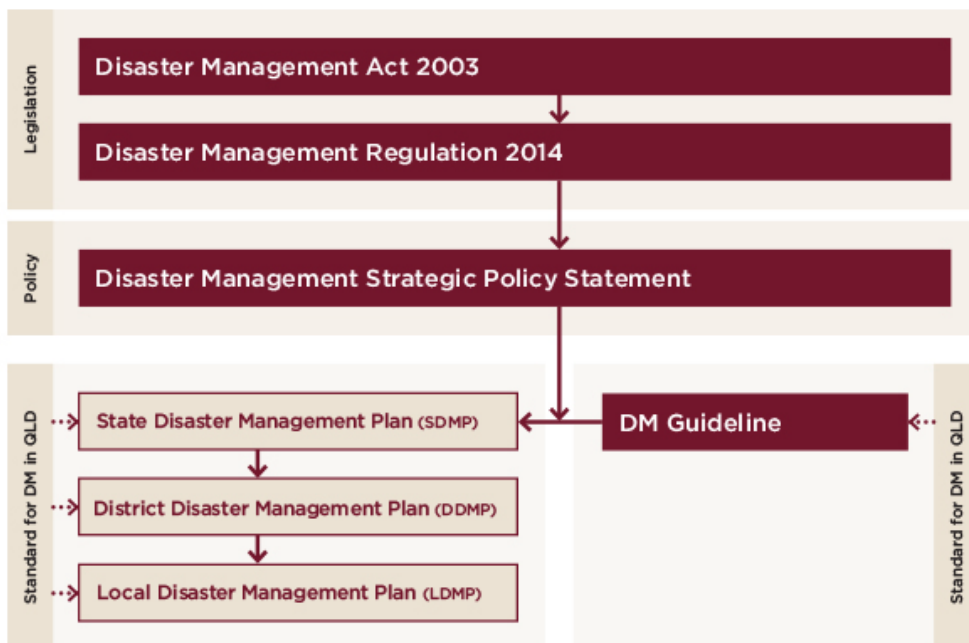 Legislation
Disaster Management Act 2003
Disaster Management Regulation 2014
Policy
Disaster Management Strategic Policy Statement
Standard for DM in QLD
State Disaster Management Plan (SDMP)
District Disaster Management Plan (DDMP)
Local Disaster Management Plan (LDMP)
DM Guideline
Standard for DM in QLD